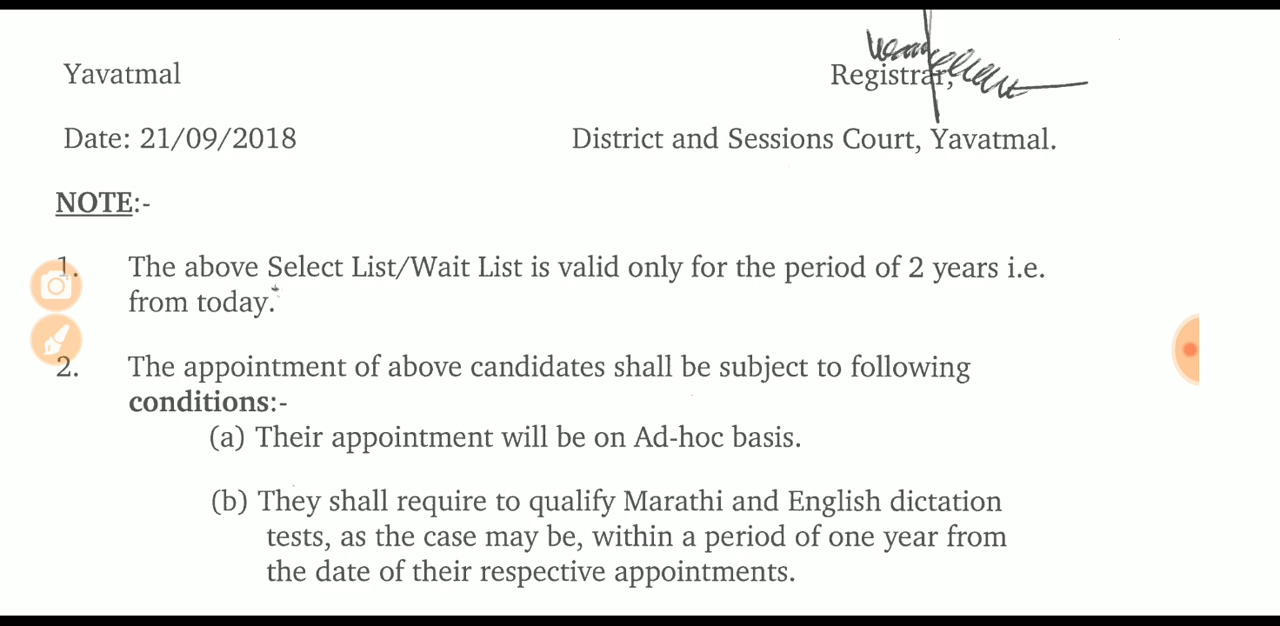 Yavatmal
Registrar,
Date: 21/09/2018
District and Sessions Court, Yavatmal.
NOTE:-
1. The above Select List/Wait List is valid only for the period of 2 years i.e.
from today.
2. The appointment of above candidates shall be subject to following
conditions:-
(a) Their appointment will be on Ad-hoc basis.
(b) They shall require to qualify Marathi and English dictation
tests, as the case may be, within a period of one year from
the date of their respective appointments.